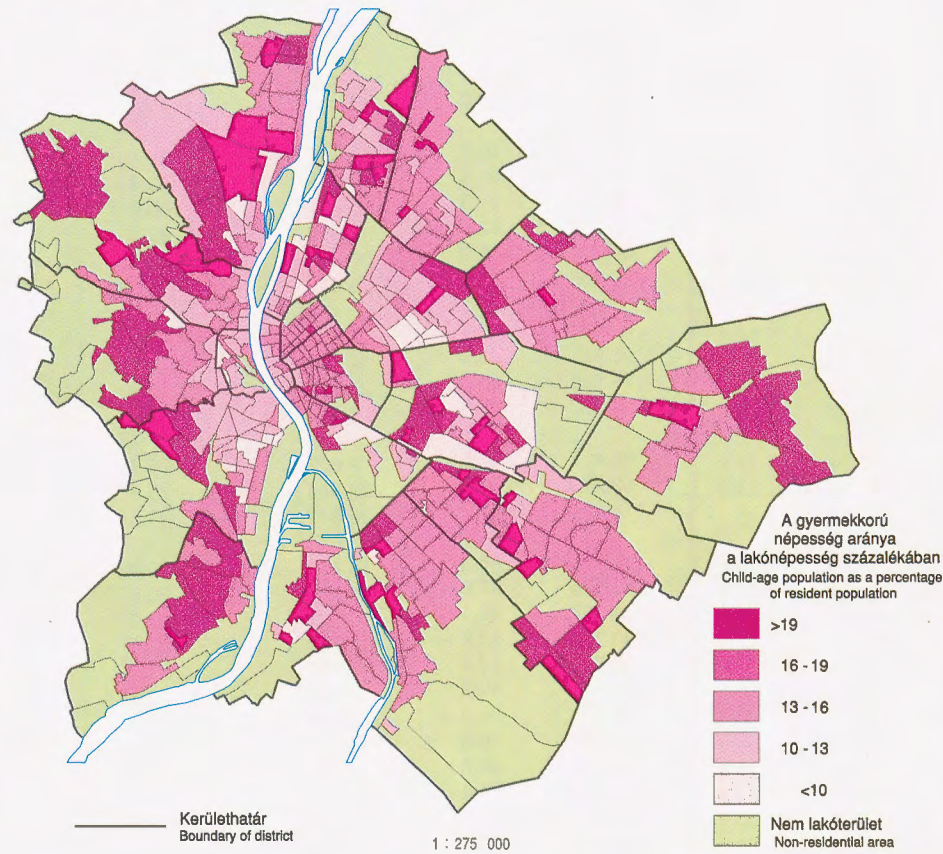 A gyermekkorú
népesség aránya
a lakónépesség százalékában
Child-age population as a percentage
of resident population
>19
16 - 19
13 - 16
10 - 13
<10
Nem lakóterület
Non-residential area
Kerülethatár
Boundary of district
1 : 275 000